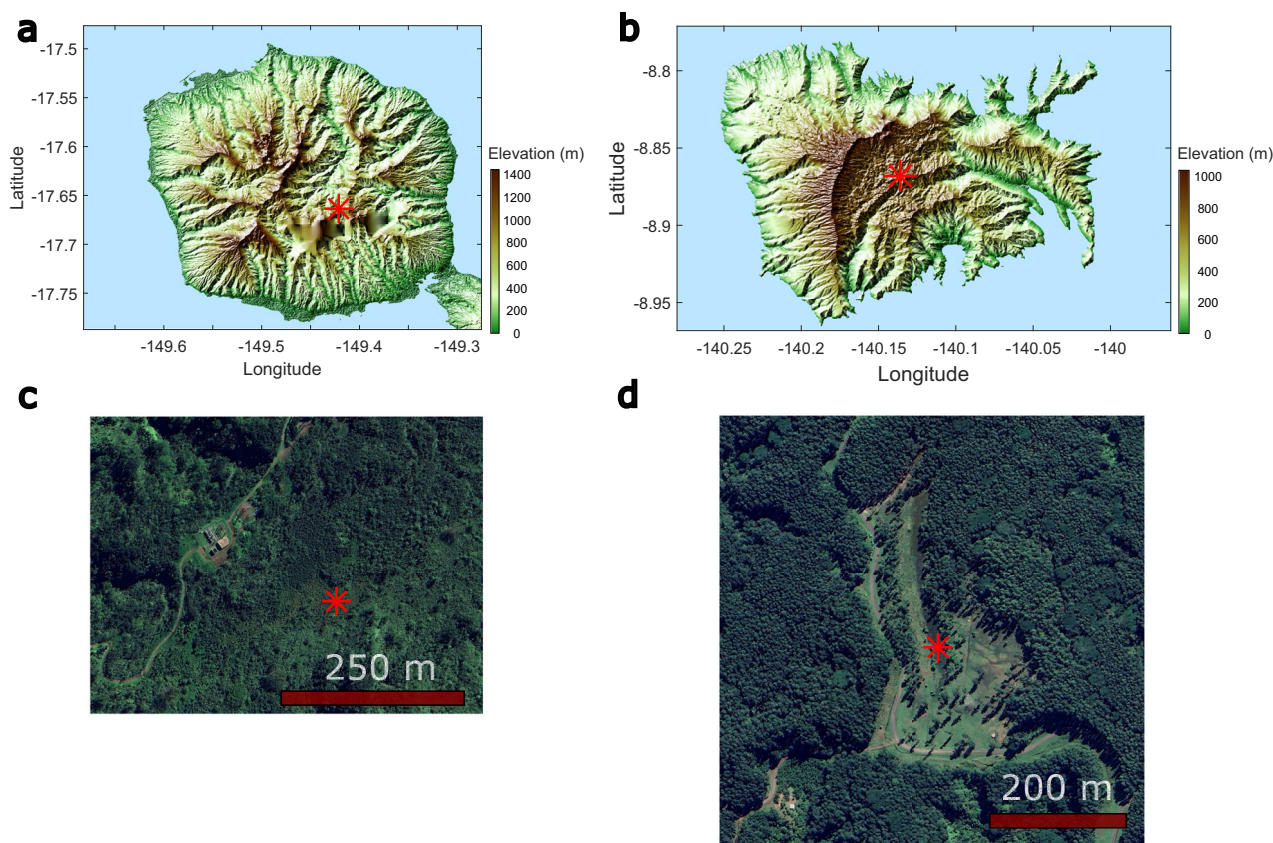 a
-17.5
-17.55
-17.6
-17.65
-17.7
-17.75
Latitude
-149.6
-149.5
-149.4
-149.3
Longitude
Elevation (m)
1400
1200
1000
800
600
400
200
0
b
-8.8
-8.85
-8.9
-8.95
Latitude
-140.25
-140.2
-140.15
-140.1
-140.05
-140
Longitude
Elevation (m)
1000
800
600
400
200
0
c
250 m
d
200 m